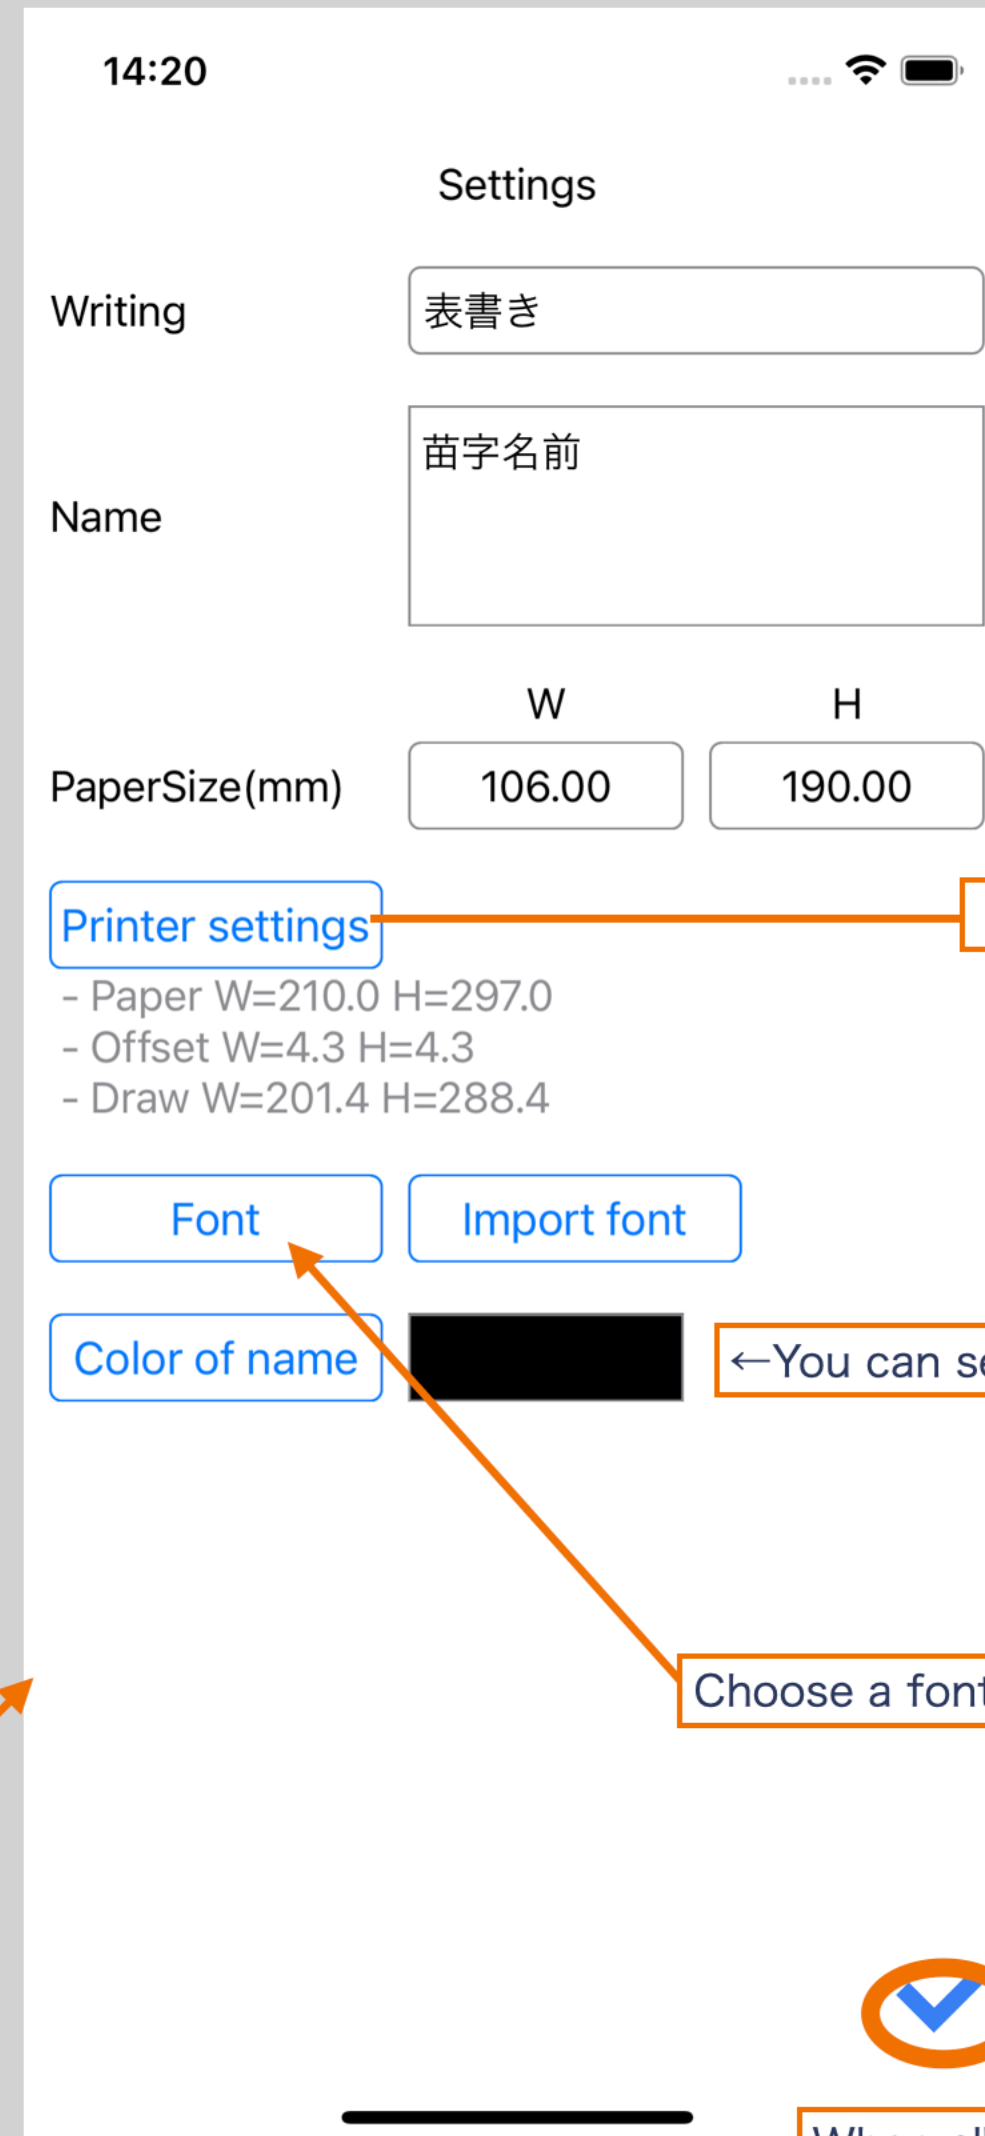 14:20
Settings
Writing
表書き
Name
苗字名前
W
H
PaperSize(mm)
106.00
190.00
Printer settings
- Paper W=210.0 H=297.0
- Offset W=4.3 H=4.3
- Draw W=201.4 H=288.4
Font
Import font
Color of name
←You can
Choose a font